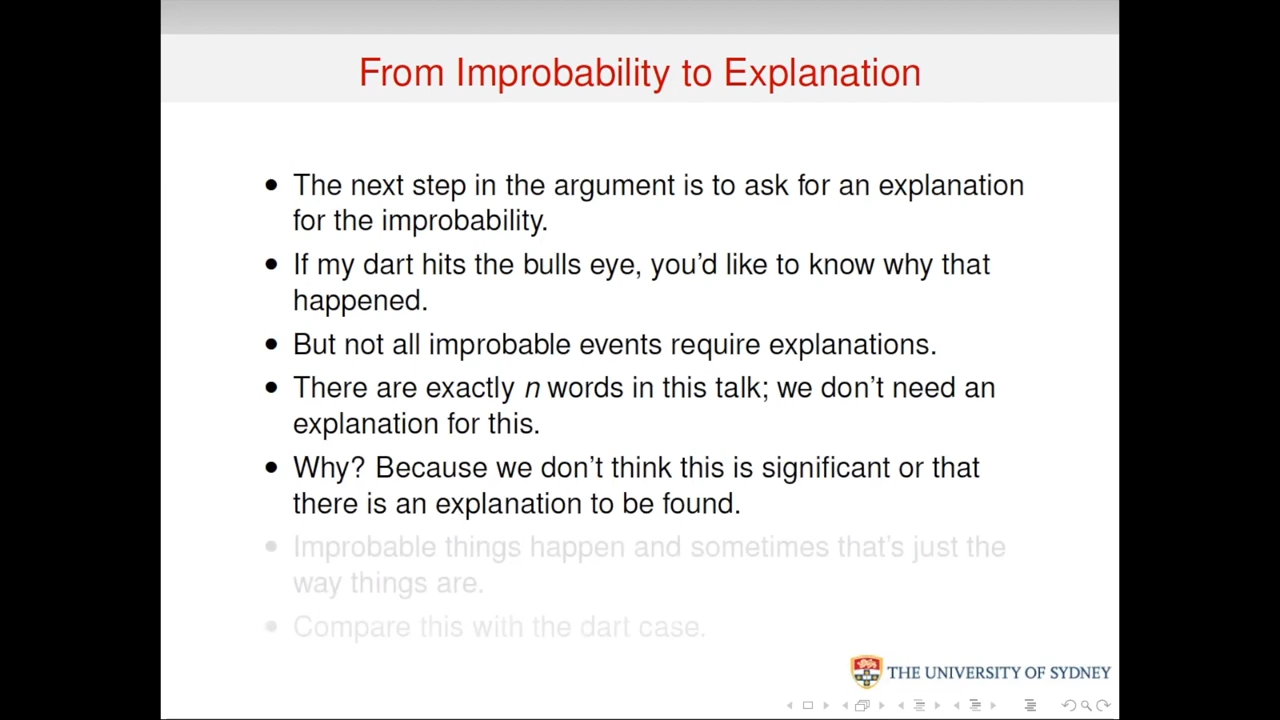 From Improbability to Explanation
• The next step in the argument is to ask for an explanation
for the improbability.
• If my dart hits the bulls eye, you'd like to know why that
happened.
• But not all improbable events require explanations.
• There are exactly n words in this talk; we don't need an
explanation for this.
• Why? Because we don't think this is significant or that
there is an explanation to be found.
• Improbable things happen and sometimes that's just the
way things are.
• Compare this with the dart case.
THE UNIVERSITY OF SYDNEY